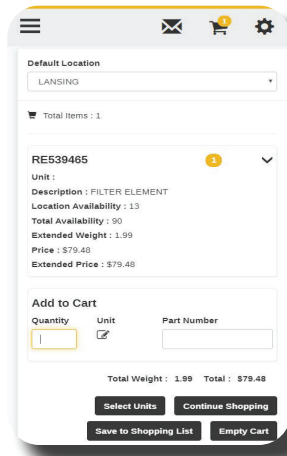 1
Default Location
LANSING
Total Items : 1
RE539465 1
Unit :
Description : FILTER ELEMENT
Location Availability : 13
Total Availability : 90
Extended Weight : 1.99
Price : $79.48
Extended Price : $79.48
Add to Cart
Quantity Unit Part Number
Total Weight : 1.99 Total : $79.48
Select Units Continue Shopping
Save to Shopping List Empty Cart